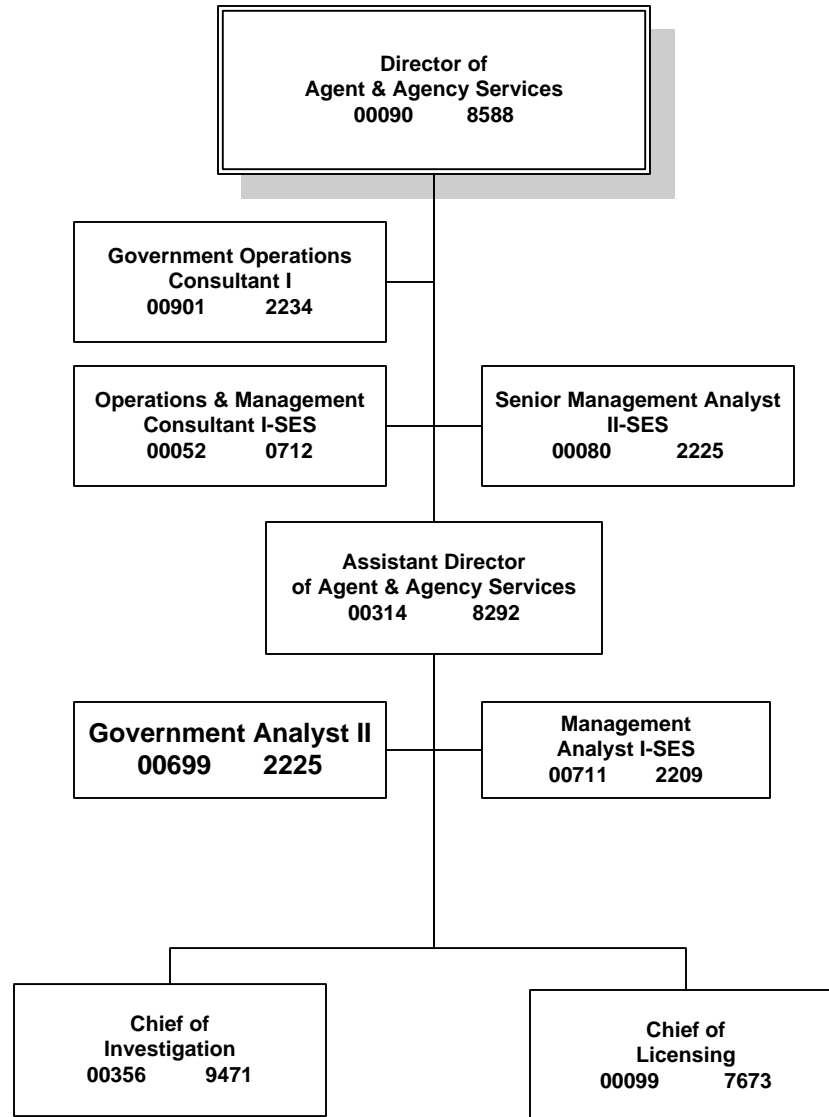 Director of
Agent & Agency Services
00090 8588
Government Operations
Consultant I
00901 2234
Operations & Management
Consultant I-SES
00052 0712
Senior Management Analyst
II-SES
00080 2225
Assistant Director
of Agent & Agency Services
00314 8292
Government Analyst II
00699 2225
Management
Analyst I-SES
00711 2209
Chief of
Investigation
00356 9471
Chief of
Licensing
00099 7673